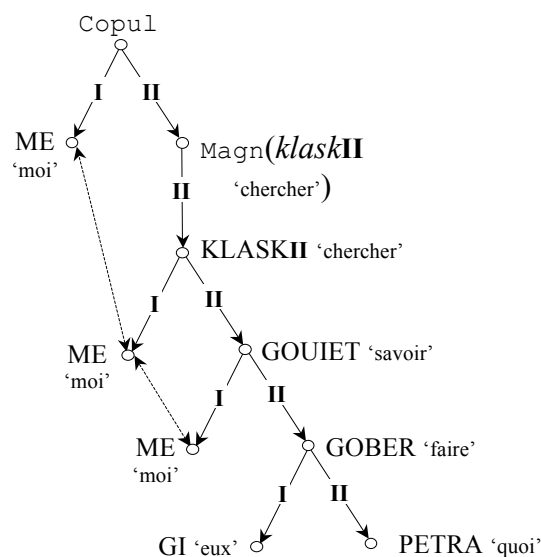 Copul
I II
ME
‘moi’
Magn(klaskII
‘chercher’)
II
KLASKII ‘chercher’
I II
ME
‘moi’
GOUIET ‘savoir’
I II
ME
‘moi’
GOBER ‘faire’
I II
GI ‘eux’ PETRA ‘quoi’